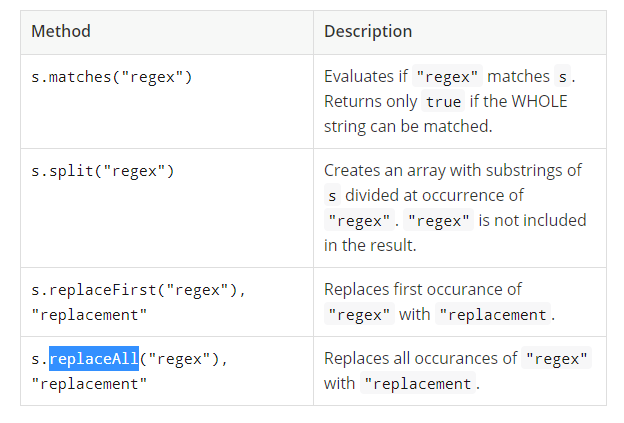 Method Description
s.matches("regex") Evaluates if "regex" matches s.
Returns only true if the WHOLE
string can be matched.
s.split("regex") Creates an array with substrings of
s divided at occurrence of
"regex". "regex" is not included
in the result.
s.replaceFirst("regex"), Replaces first occurance of
"replacement" "regex" with "replacement.
s.replaceAll("regex"), Replaces all occurances of "regex"
"replacement" with "replacement.